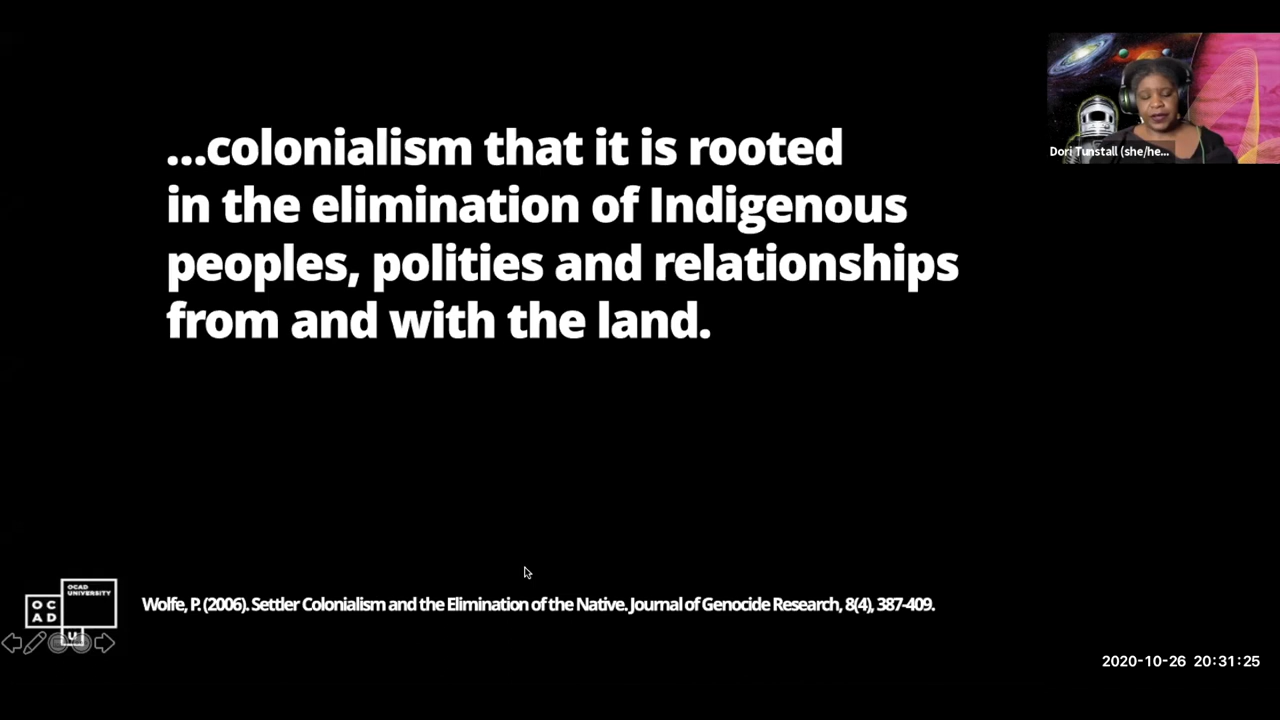 ...colonialism that it is rooted
in the elimination of Indigenous
peoples, polities and relationships
from and with the land.
Dori Tunstall (she/he...
OCAD
UNIVERSITY
O C
A D
U
Wolfe, P. (2006). Settler Colonialism and the Elimination of the Native. Journal of Genocide Research, 8(4), 387-409.
2020-10-26 20:31:25